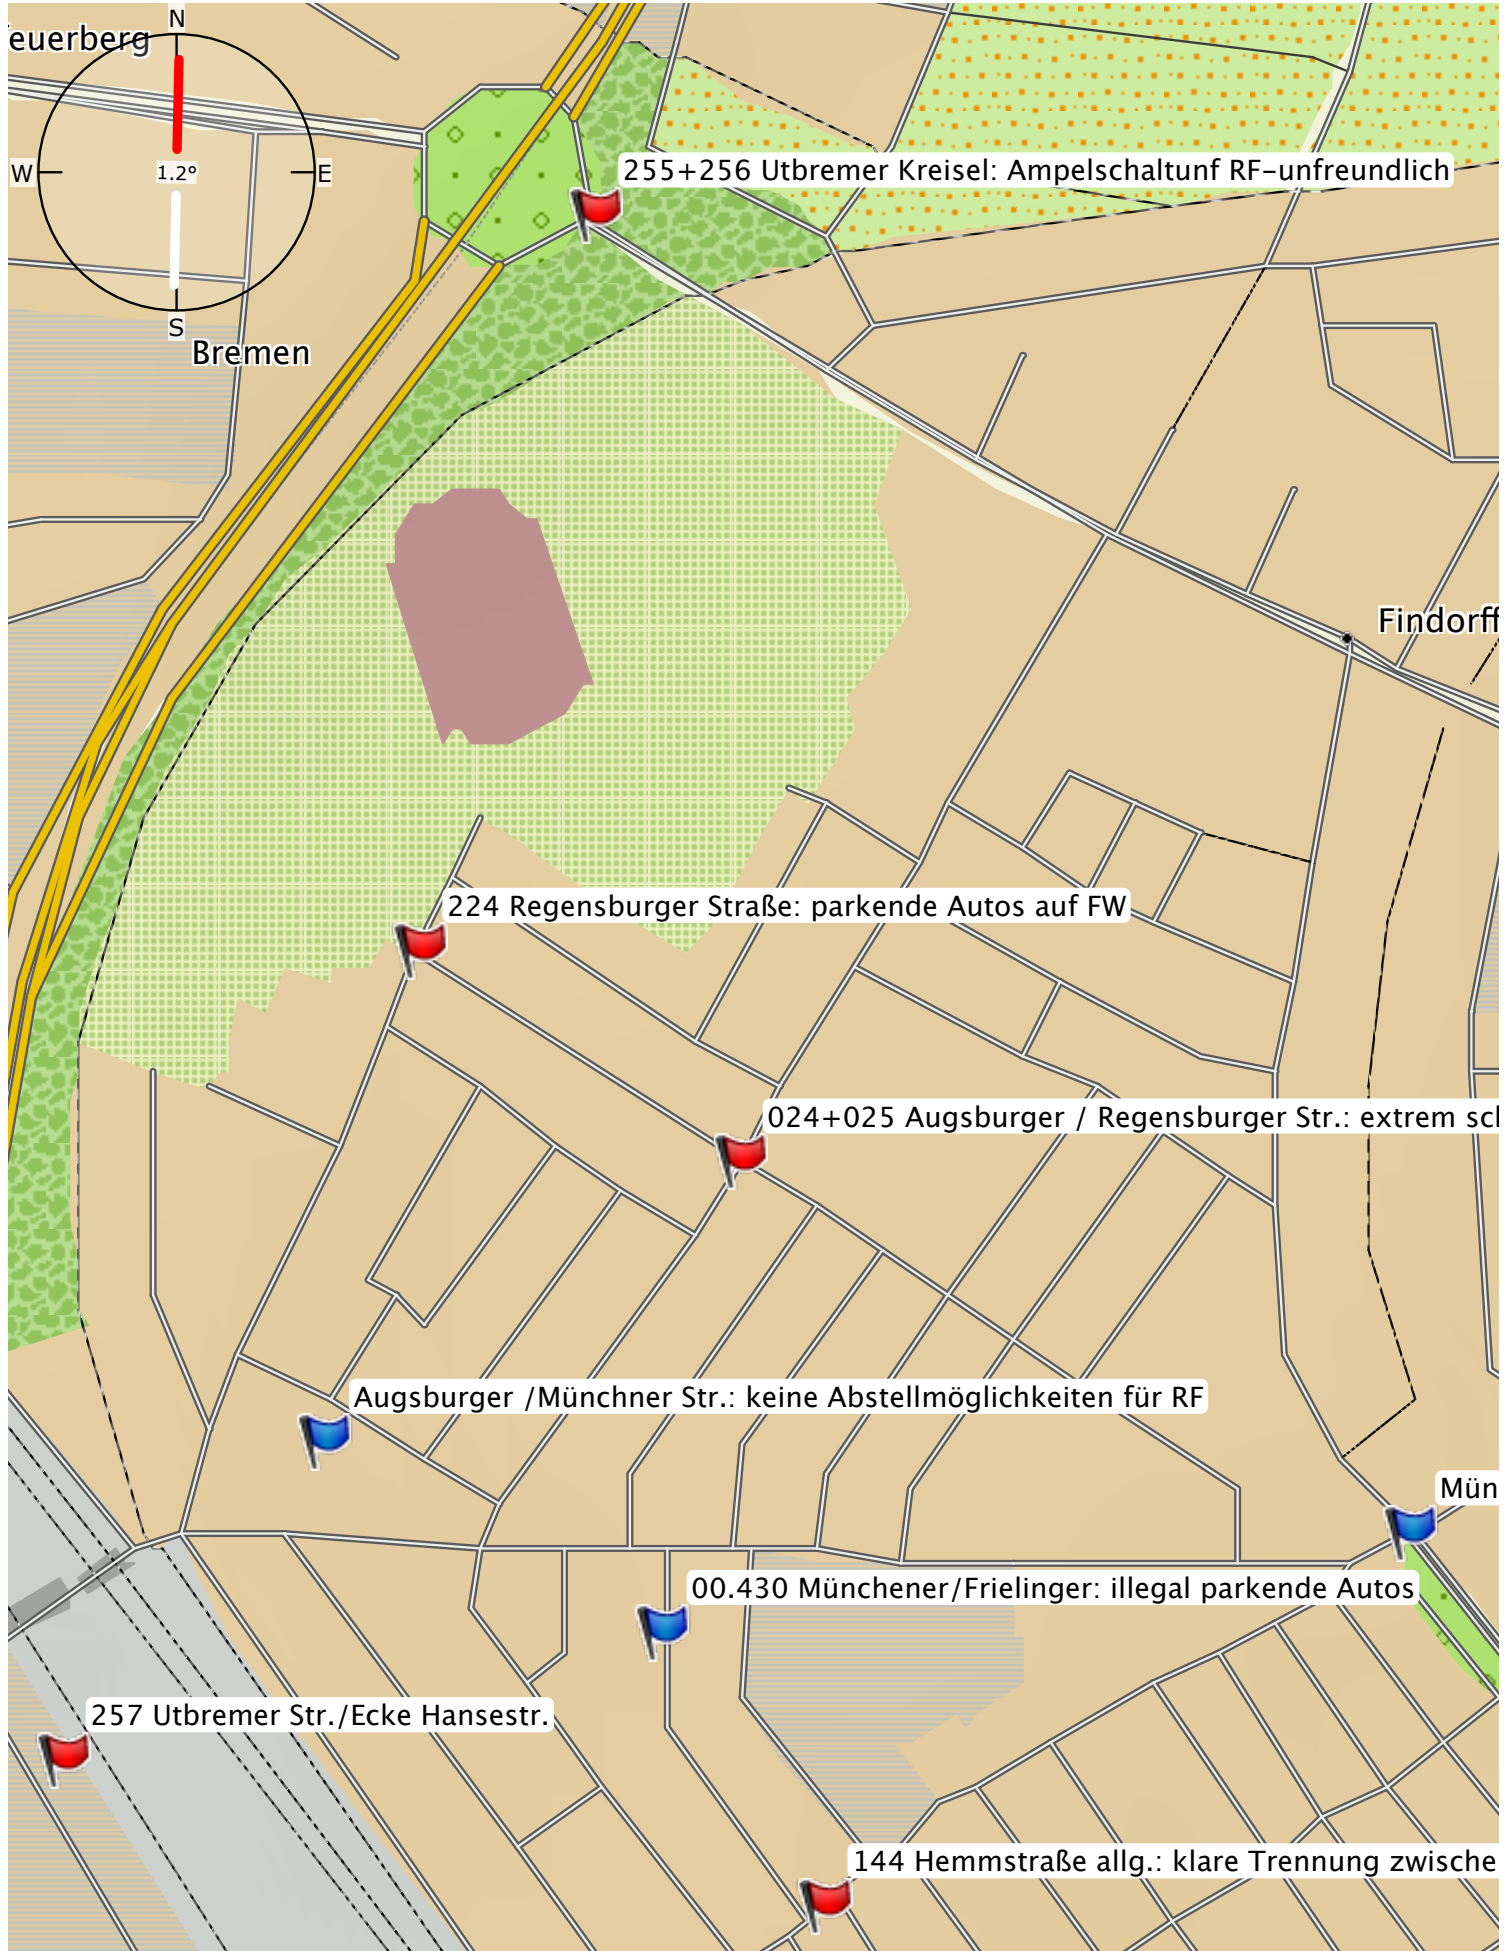 N
euerberg
W
1.2°
E
255+256 Utbremer Kreisel: Ampelschaltunf RF-unfreundlich
S
Bremen
Findorff
224 Regensburger Straße: parkende Autos auf FW
024+025 Augsburger / Regensburger Str.: extrem scl
Augsburger /Münchner Str.: keine Abstellmöglichkeiten für RF
Mün
00.430 Münchener/Frielinger: illegal parkende Autos
257 Utbremer Str./Ecke Hansestr.
144 Hemmstraße allg.: klare Trennung zwische